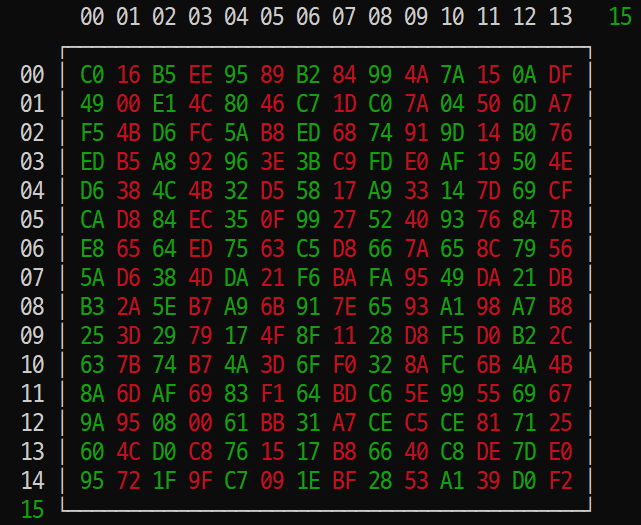 00 01 02 03 04 05 06 07 08 09 10 11 12 13 15
00 C0 16 B5 EE 95 89 B2 84 99 4A 7A 15 0A DF
01 49 00 E1 4C 80 46 C7 1D C0 7A 04 50 6D A7
02 F5 4B D6 FC 5A B8 ED 68 74 91 9D 14 B0 76
03 ED B5 A8 92 96 3E 3B C9 FD E0 AF 19 50 4E
04 D6 38 4C 4B 32 D5 58 17 A9 33 14 7D 69 CF
05 CA D8 84 EC 35 0F 99 27 52 40 93 76 84 7B
06 E8 65 64 ED 75 63 C5 D8 66 7A 65 8C 79 56
07 5A D6 38 4D DA 21 F6 BA FA 95 49 DA 21 DB
08 B3 2A 5E B7 A9 6B 91 7E 65 93 A1 98 A7 B8
09 25 3D 29 79 17 4F 8F 11 28 D8 F5 D0 B2 2C
10 63 7B 74 B7 4A 3D 6F F0 32 8A FC 6B 4A 4B
11 8A 6D AF 69 83 F1 64 BD C6 5E 99 55 69 67
12 9A 95 08 00 61 BB 31 A7 CE C5 CE 81 71 25
13 60 4C D0 C8 76 15 17 B8 66 40 C8 DE 7D E0
14 95 72 1F 9F C7 09 1E BF 28 53 A1 39 D0 F2
15